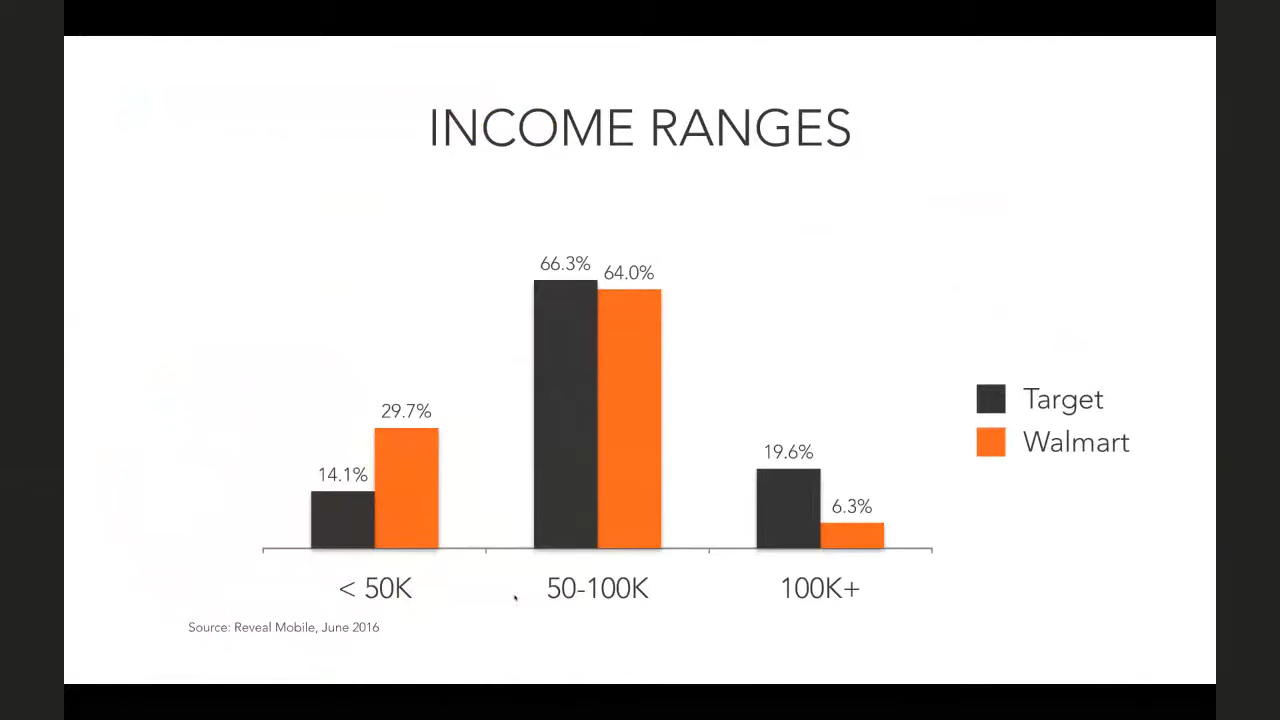 INCOME RANGES
66.3%
64.0%
29.7%
14.1%
19.6%
6.3%
Target
Walmart
< 50K
50-100K
100K+
Source: Reveal Mobile, June 2016